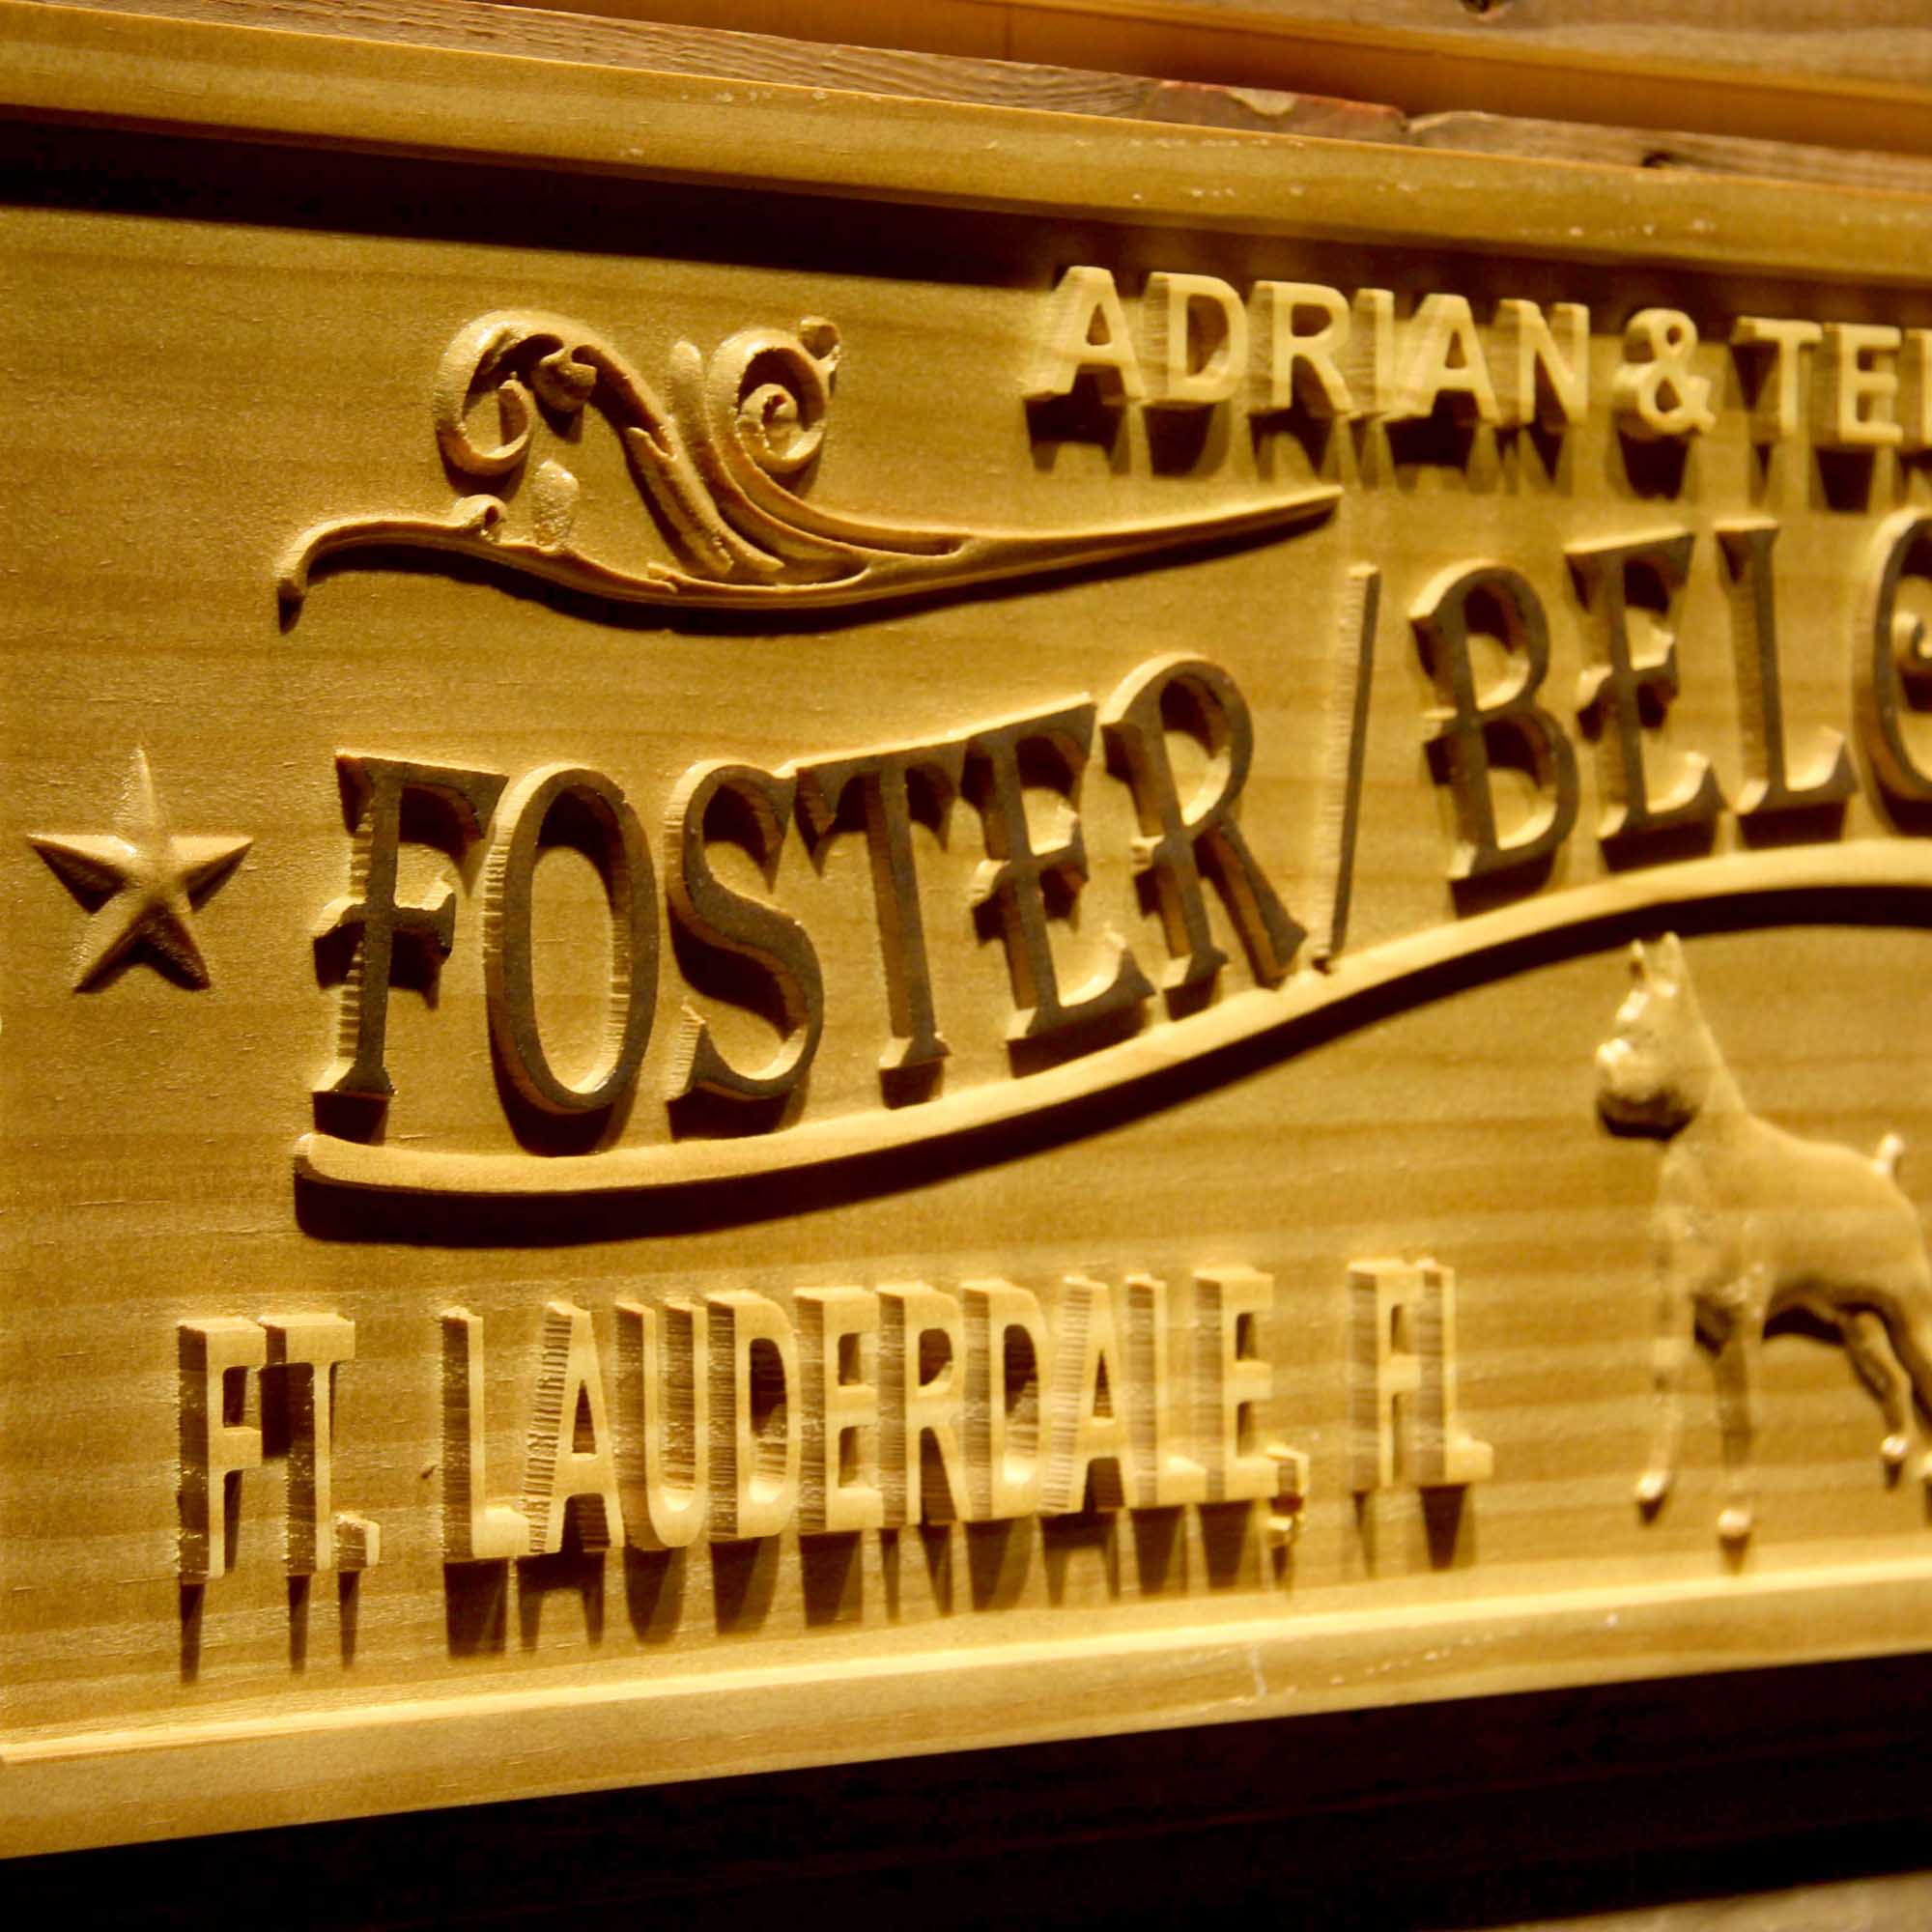 ADRIAN &
FOSTER/
FT. LAUDERDALE, FL